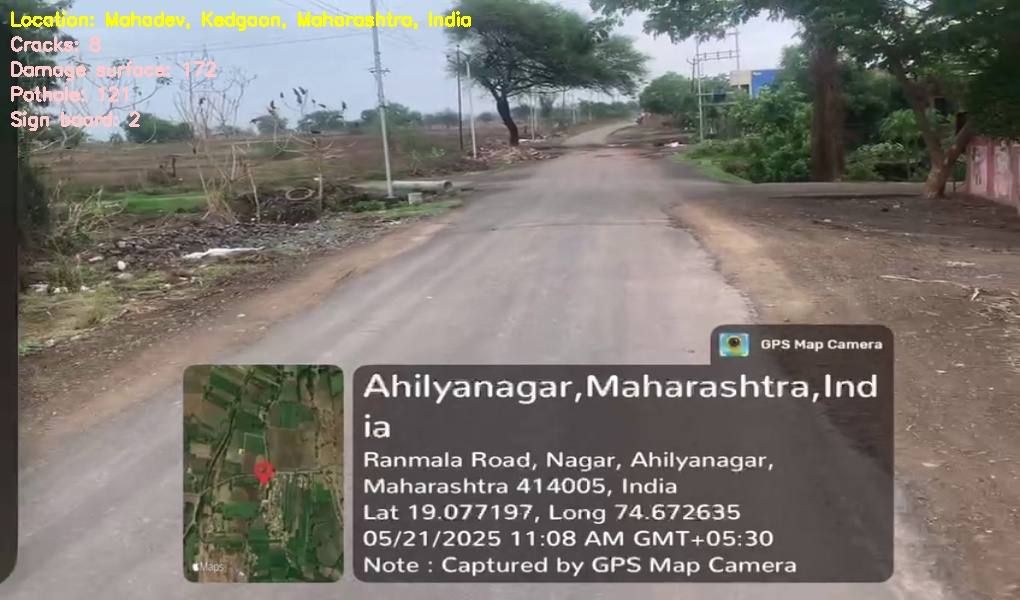 Location: Mahadev, Kedgaon, Maharashtra, India
Cracks: 8
Damage surface: 172
Pothole: 121
Sign board: 2
GPS Map Camera
Ahilyanagar,Maharashtra,Ind
ia
Ranmala Road, Nagar, Ahilyanagar,
Maharashtra 414005, India
Lat 19.077197, Long 74.672635
05/21/2025 11:08 AM GMT+05:30
Note : Captured by GPS Map Camera
Maps